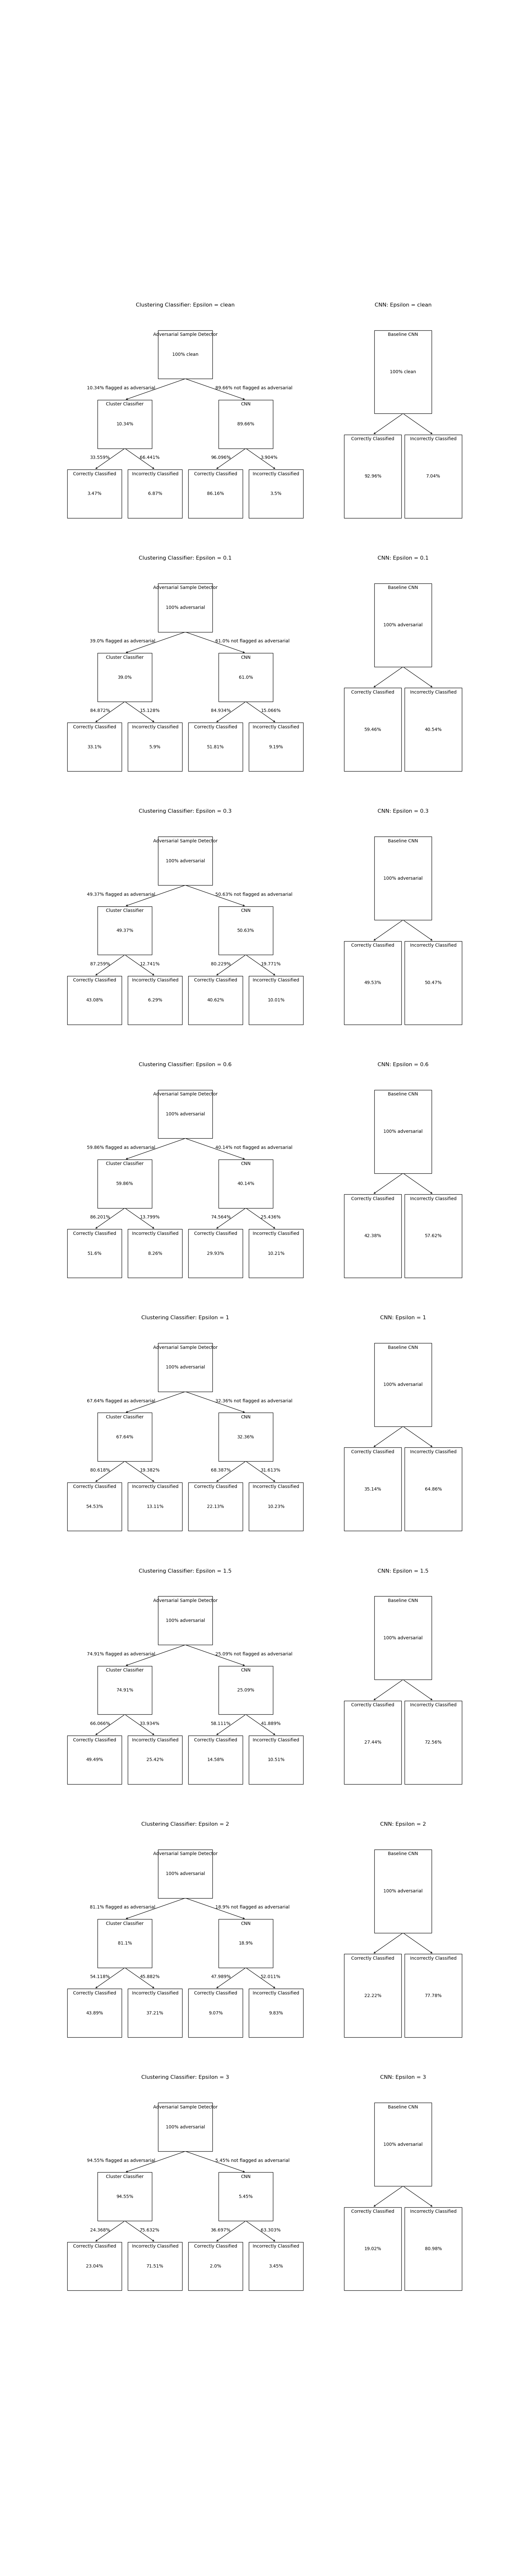 Clustering Classifier: Epsilon = clean
CNN: Epsilon = clean
Adversarial Sample Detector
100% clean
Baseline CNN
100% clean
10.34% flagged as adversarial
89.66% not flagged as adversarial
Cluster Classifier
10.34%
CNN
89.66%
33.559%
66.441%
96.096%
3.904%
Correctly Classified
3.47%
Incorrectly Classified
6.87%
Correctly Classified
86.16%
Incorrectly Classified
3.5%
Correctly Classified
92.96%
Incorrectly Classified
7.04%
Clustering Classifier: Epsilon = 0.1
CNN: Epsilon = 0.1
Adversarial Sample Detector
100% adversarial
Baseline CNN
100% adversarial
39.0% flagged as adversarial
61.0% not flagged as adversarial
Cluster Classifier
39.0%
CNN
61.0%
84.872%
15.128%
84.934%
15.066%
Correctly Classified
33.1%
Incorrectly Classified
5.9%
Correctly Classified
51.81%
Incorrectly Classified
9.19%
Correctly Classified
59.46%
Incorrectly Classified
40.54%
Clustering Classifier: Epsilon = 0.3
CNN: Epsilon = 0.3
Adversarial Sample Detector
100% adversarial
Baseline CNN
100% adversarial
49.37% flagged as adversarial
50.63% not flagged as adversarial
Cluster Classifier
49.37%
CNN
50.63%
87.259%
12.741%
80.229%
19.771%
Correctly Classified
43.08%
Incorrectly Classified
6.29%
Correctly Classified
40.62%
Incorrectly Classified
10.01%
Correctly Classified
49.53%
Incorrectly Classified
50.47%
Clustering Classifier: Epsilon = 0.6
CNN: Epsilon = 0.6
Adversarial Sample Detector
100% adversarial
Baseline CNN
100% adversarial
59.86% flagged as adversarial
40.14% not flagged as adversarial
Cluster Classifier
59.86%
CNN
40.14%
86.201%
13.799%
74.564%
25.436%
Correctly Classified
51.6%
Incorrectly Classified
8.26%
Correctly Classified
29.93%
Incorrectly Classified
10.21%
Correctly Classified
42.38%
Incorrectly Classified
57.62%
Clustering Classifier: Epsilon = 1
CNN: Epsilon = 1
Adversarial Sample Detector
100% adversarial
Baseline CNN
100% adversarial
67.64% flagged as adversarial
32.36% not flagged as adversarial
Cluster Classifier
67.64%
CNN
32.36%
80.618%
19.382%
68.387%
31.613%
Correctly Classified
54.53%
Incorrectly Classified
13.11%
Correctly Classified
22.13%
Incorrectly Classified
10.23%
Correctly Classified
35.14%
Incorrectly Classified
64.86%
Clustering Classifier: Epsilon = 1.5
CNN: Epsilon = 1.5
Adversarial Sample Detector
100% adversarial
Baseline CNN
100% adversarial
74.91% flagged as adversarial
25.09% not flagged as adversarial
Cluster Classifier
74.91%
CNN
25.09%
66.066%
33.934%
58.111%
41.889%
Correctly Classified
49.49%
Incorrectly Classified
25.42%
Correctly Classified
14.58%
Incorrectly Classified
10.51%
Correctly Classified
27.44%
Incorrectly Classified
72.56%
Clustering Classifier: Epsilon = 2
CNN: Epsilon = 2
Adversarial Sample Detector
100% adversarial
Baseline CNN
100% adversarial
81.1% flagged as adversarial
18.9% not flagged as adversarial
Cluster Classifier
81.1%
CNN
18.9%
54.118%
45.882%
47.989%
52.011%
Correctly Classified
43.89%
Incorrectly Classified
37.21%
Correctly Classified
9.07%
Incorrectly Classified
9.83%
Correctly Classified
22.22%
Incorrectly Classified
77.78%
Clustering Classifier: Epsilon = 3
CNN: Epsilon = 3
Adversarial Sample Detector
100% adversarial
Baseline CNN
100% adversarial
94.55% flagged as adversarial
5.45% not flagged as adversarial
Cluster Classifier
94.55%
CNN
5.45%
24.368%
75.632%
36.697%
63.303%
Correctly Classified
23.04%
Incorrectly Classified
71.51%
Correctly Classified
2.0%
Incorrectly Classified
3.45%
Correctly Classified
19.02%
Incorrectly Classified
80.98%